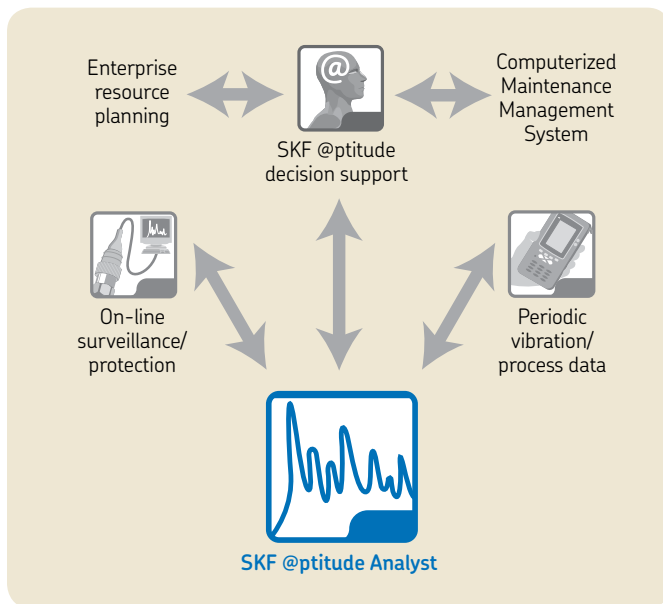 Enterprise
resource
planning
@
SKF @ptitude
decision support
Computerized
Maintenance
Management
System
On-line
surveillance/
protection
Periodic
vibration/
process data
SKF @ptitude Analyst